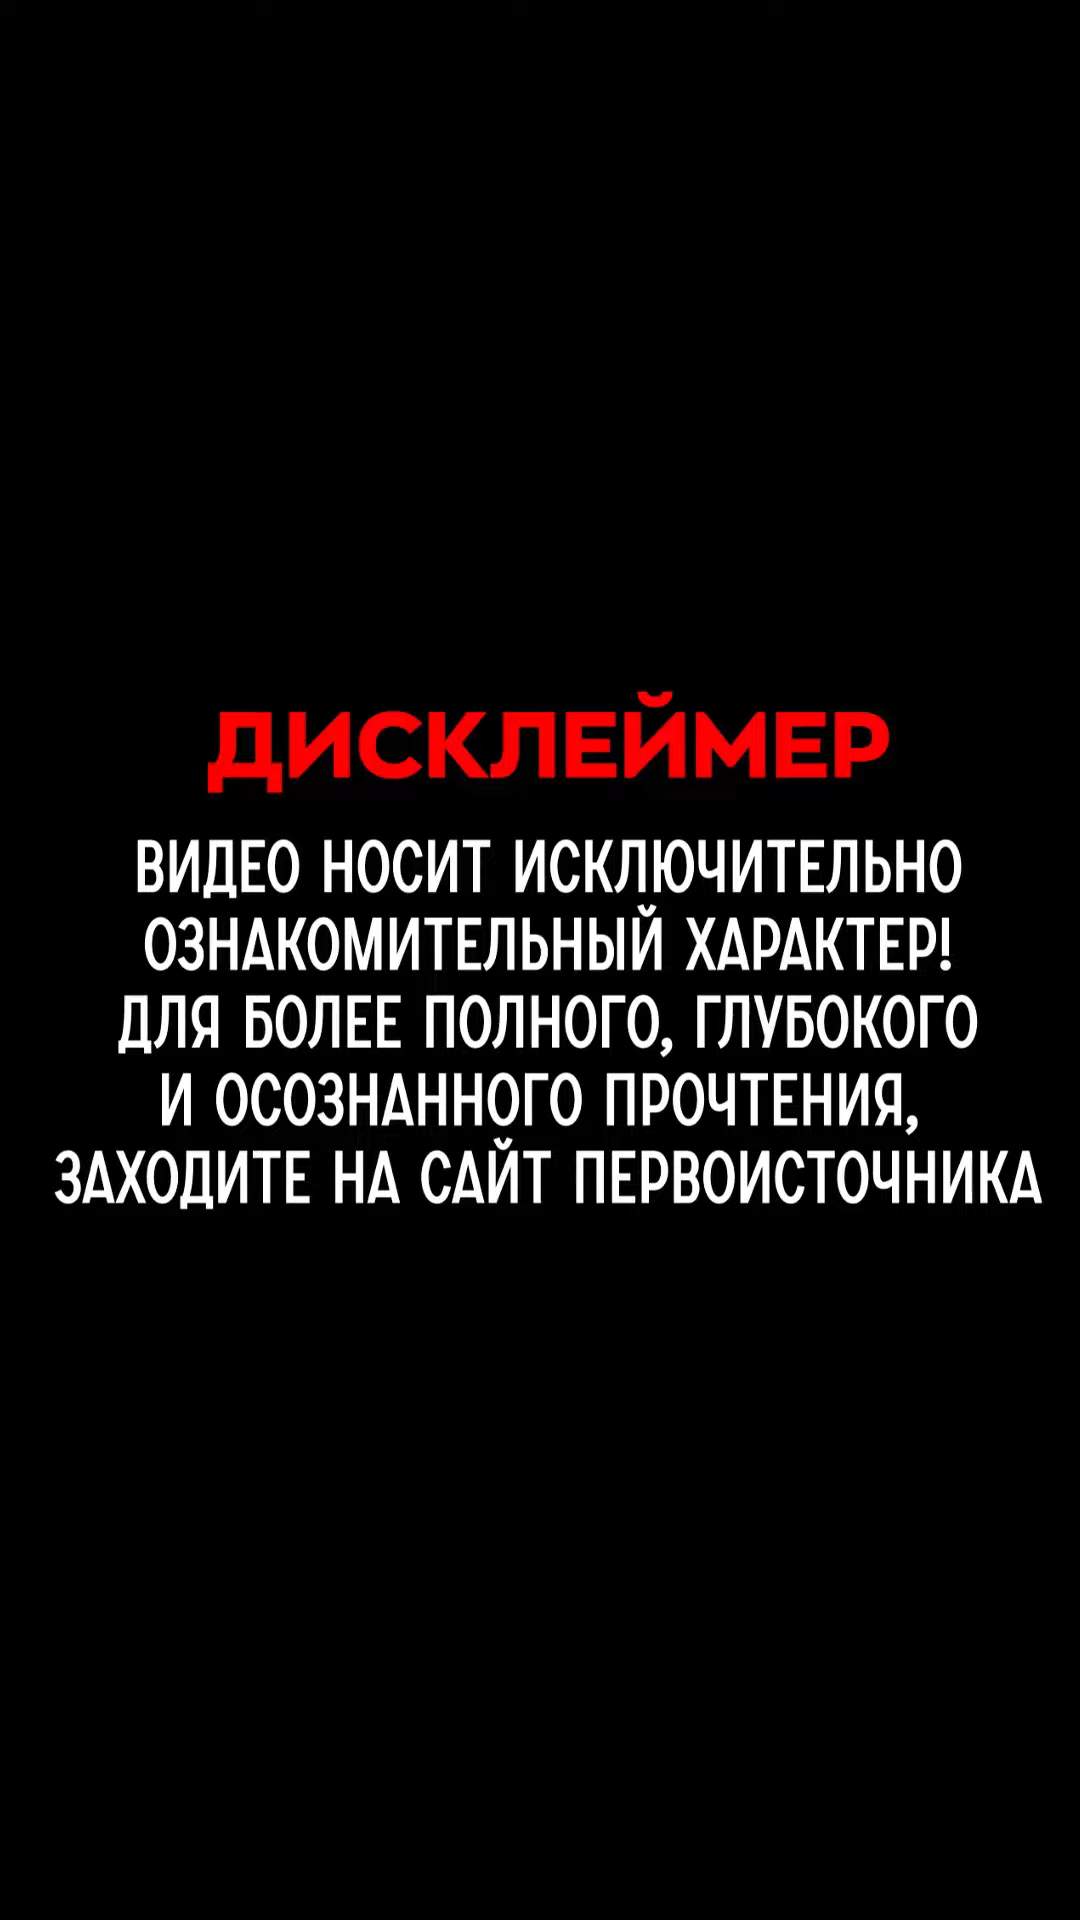 ДИСКЛЕЙМЕР
ВИДЕО НОСИТ ИСКЛЮЧИТЕЛЬНО
ОЗНАКОМИТЕЛЬНЫЙ ХАРАКТЕР!
ДЛЯ БОЛЕЕ ПОЛНОГО, ГЛУБОКОГО
И ОСОЗНАННОГО ПРОЧТЕНИЯ,
ЗАХОДИТЕ НА САЙТ ПЕРВОИСТОЧНИКА